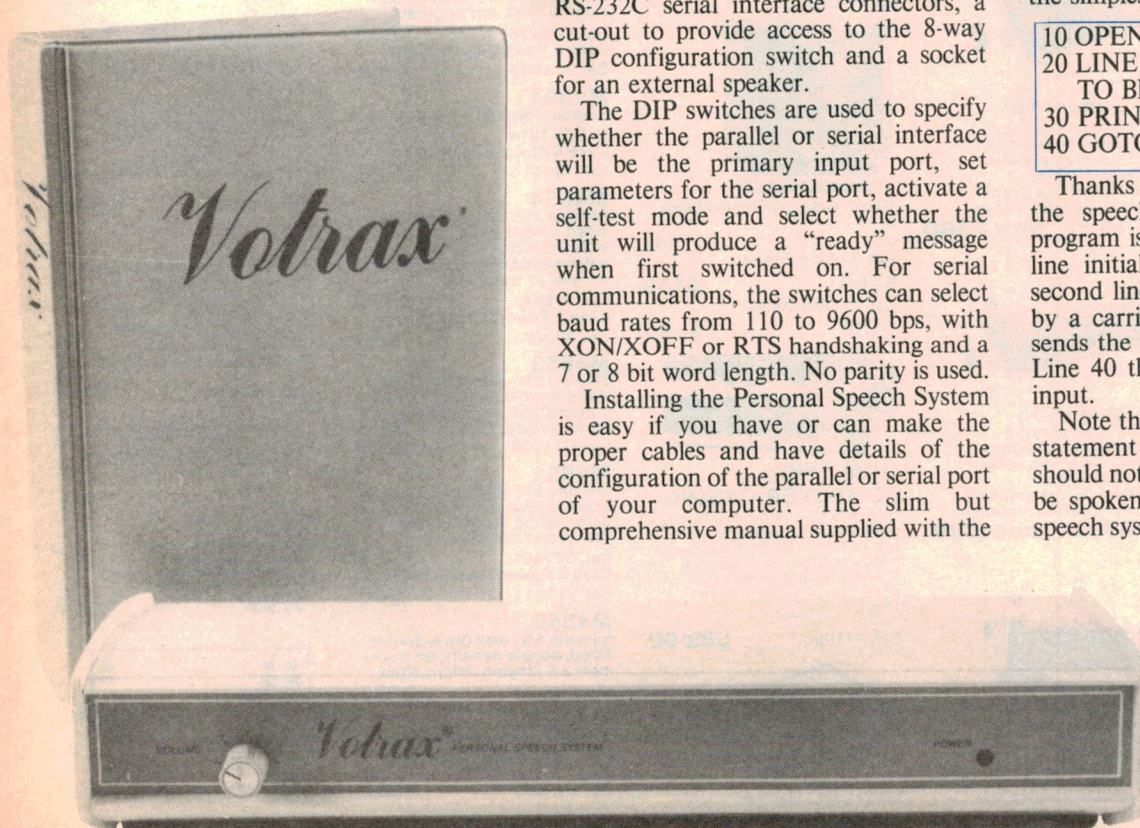 Votrax
Votrax
RS-232C serial interface connectors, a
cut-out to provide access to the 8-way
DIP configuration switch and a socket
for an external speaker.
The DIP switches are used to specify
whether the parallel or serial interface
will be the primary input port, set
parameters for the serial port, activate a
self-test mode and select whether the
unit will produce a “ready” message
when first switched on. For serial
communications, the switches can select
baud rates from 110 to 9600 bps, with
XON/XOFF or RTS handshaking and a
7 or 8 bit word length. No parity is used.
Installing the Personal Speech System
is easy if you have or can make the
proper cables and have details of the
configuration of the parallel or serial port
of your computer. The slim but
comprehensive manual supplied with the
10 OPEN
20 LINE
TO B
30 PRIN
40 GOTO
Thanks
the speec
program is
line initial
second lin
by a carri
sends the
Line 40 th
input.
Note th
statement
should not
be spoken
speech sys
VOLUME
Votrax®
PERSONAL SPEECH SYSTEM
POWER